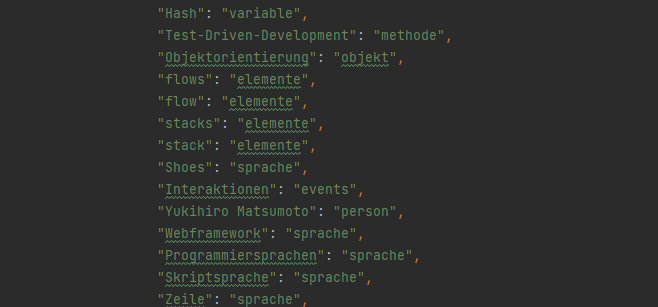 "Hash": "variable",
"Test-Driven-Development": "methode",
"Objektorientierung": "objekt",
"flows": "elemente",
"flow": "elemente",
"stacks": "elemente",
"stack": "elemente",
"Shoes": "sprache",
"Interaktionen": "events",
"Yukihiro Matsumoto": "person",
"Webframework": "sprache",
"Programmiersprachen": "sprache",
"Skriptsprache": "sprache",
"Zeile": "sprache",